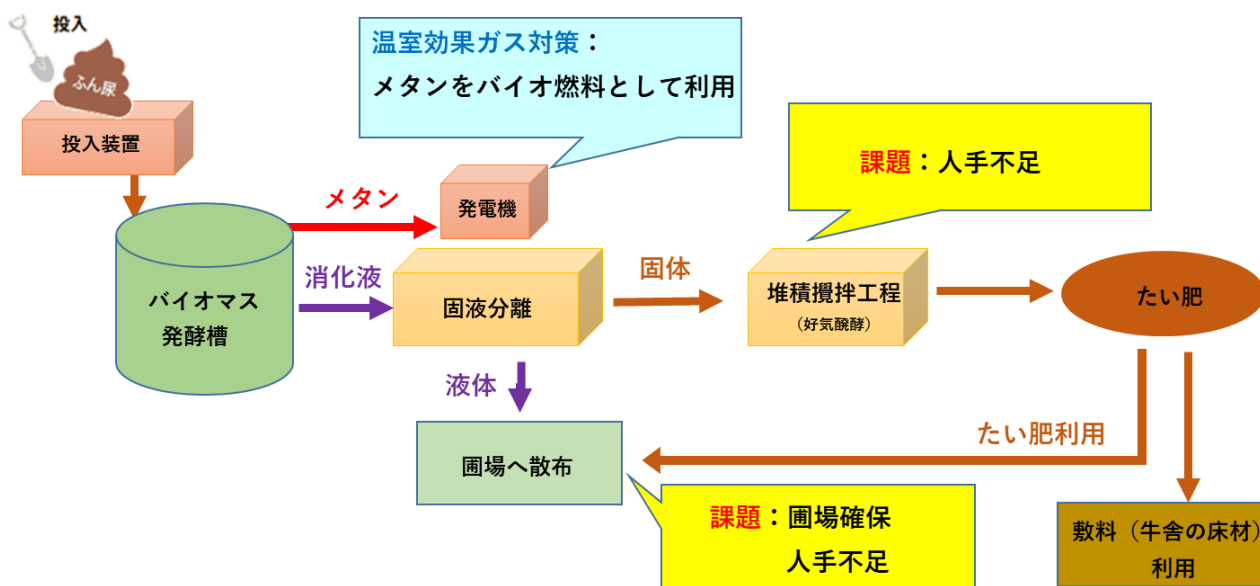 投入
ふん尿
投入装置
温室効果ガス対策：
メタンをバイオ燃料として利用
課題：人手不足
メタン
発電機
バイオマス
発酵槽
消化液
固液分離
固体
堆積攪拌工程
（好気醗酵）
たい肥
液体
圃場へ散布
たい肥利用
課題：圃場確保
人手不足
敷料（牛舎の床材）
利用